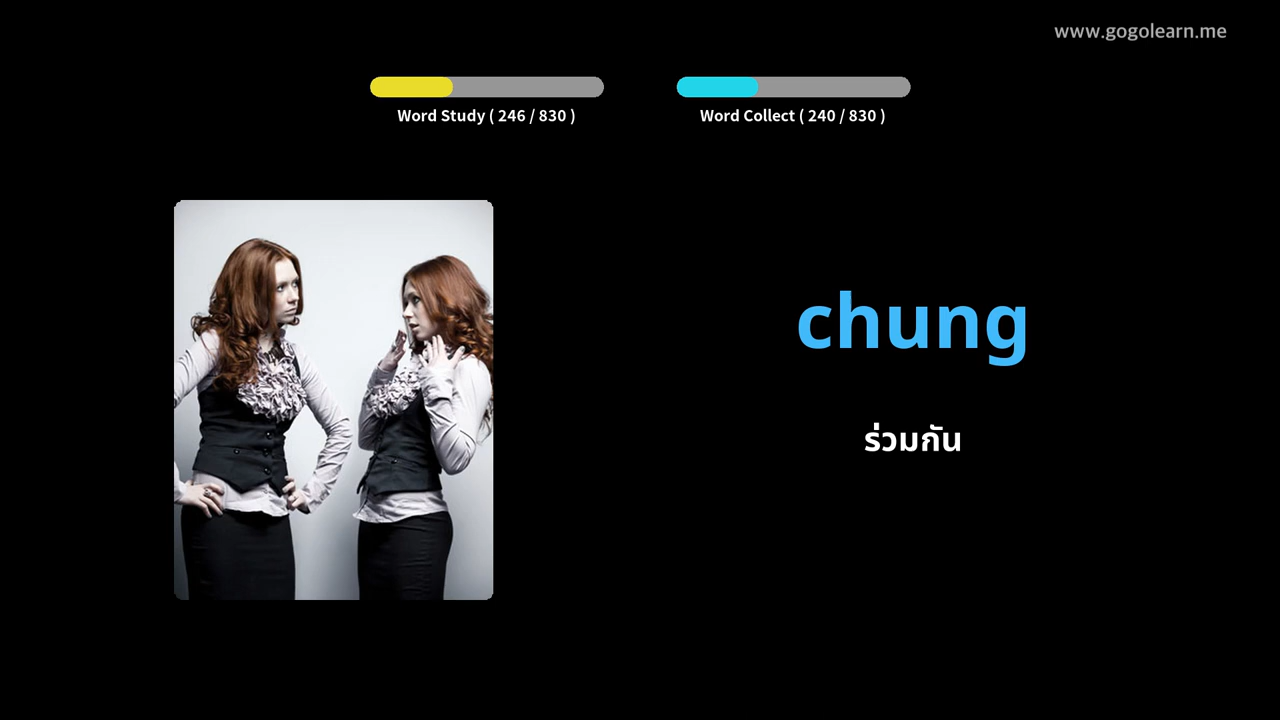 www.gogolearn.me
Word Study ( 246 / 830 )
Word Collect ( 240 / 830 )
chung
ร่วมกัน